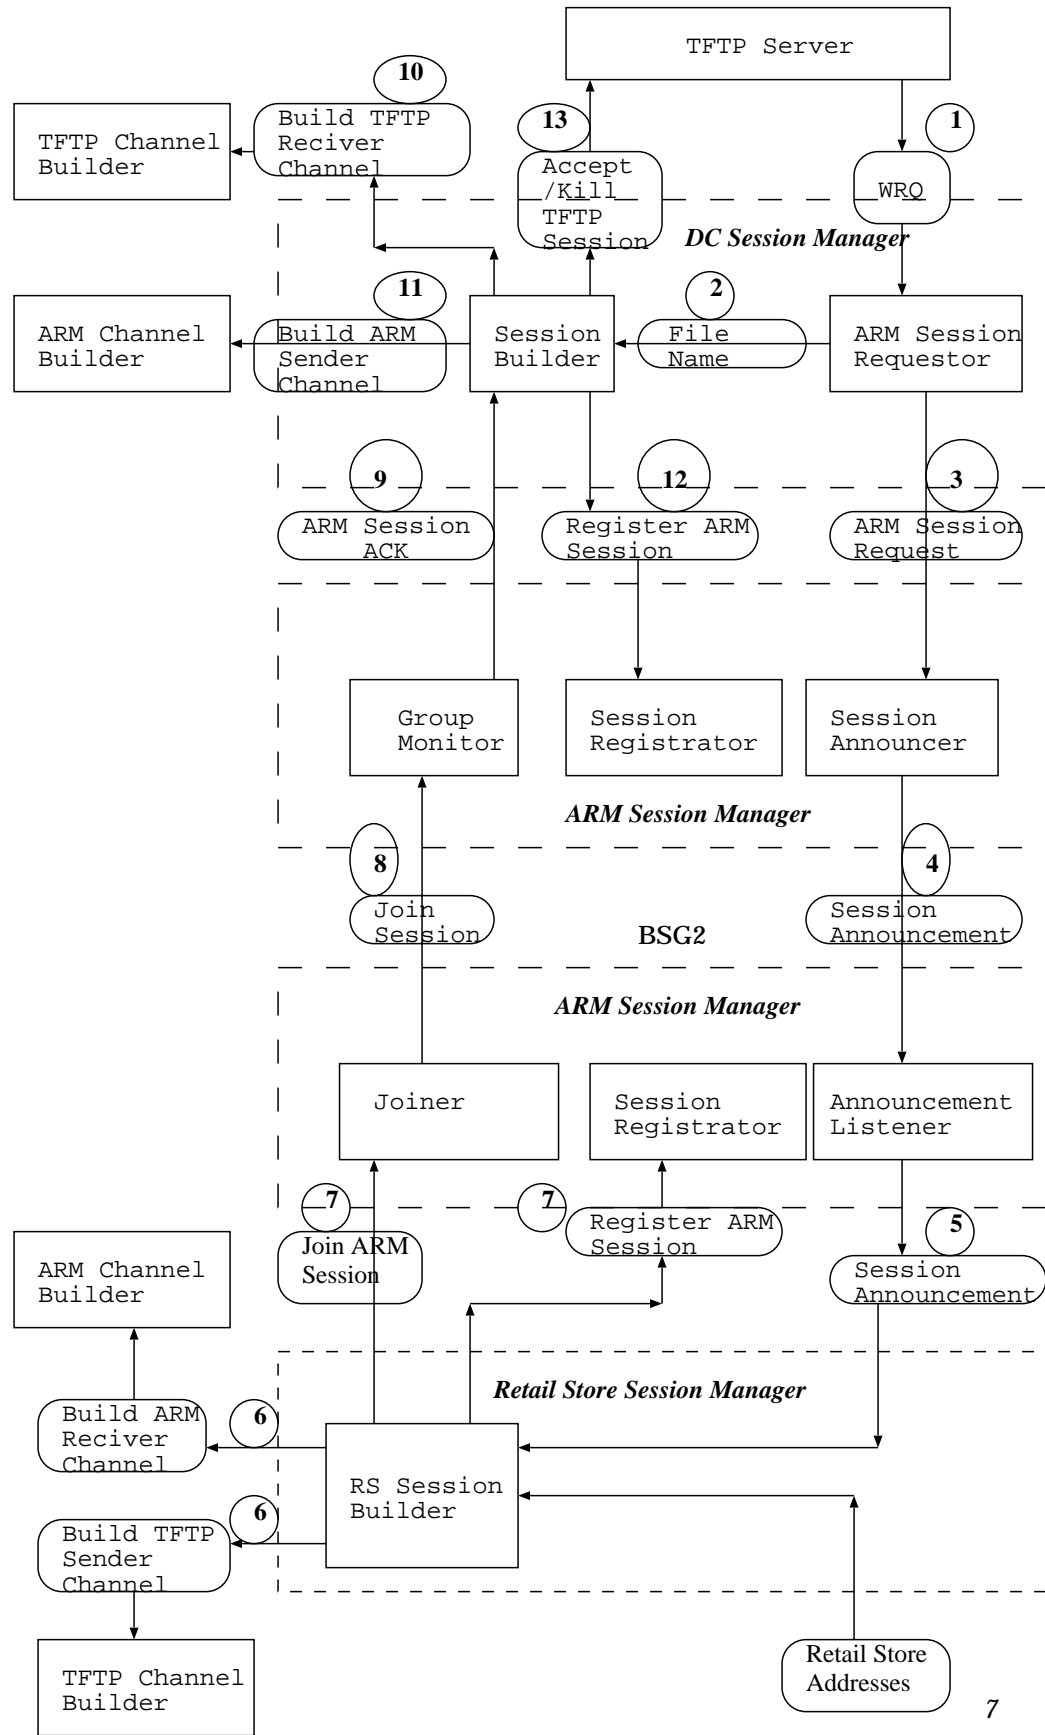 TFTP Server
10
Build TFTP
Reciver
Channel
TFTP Channel
Builder
13
Accept
/Kill
TFTP
Session
1
WRQ
DC Session Manager
11
Build ARM
Sender
Channel
ARM Channel
Builder
Session
Builder
2
File
Name
ARM Session
Requestor
9
ARM Session
ACK
12
Register ARM
Session
3
ARM Session
Request
Group
Monitor
Session
Registrator
Session
Announcer
ARM Session Manager
8
Join
Session
4
Session
Announcement
BSG2
ARM Session Manager
Joiner
Session
Registrator
Announcement
Listener
7
Join ARM
Session
7
Register ARM
Session
5
Session
Announcement
ARM Channel
Builder
Retail Store Session Manager
Build ARM
Reciver
Channel
6
RS Session
Builder
6
Build TFTP
Sender
Channel
TFTP Channel
Builder
Retail Store
Addresses
7